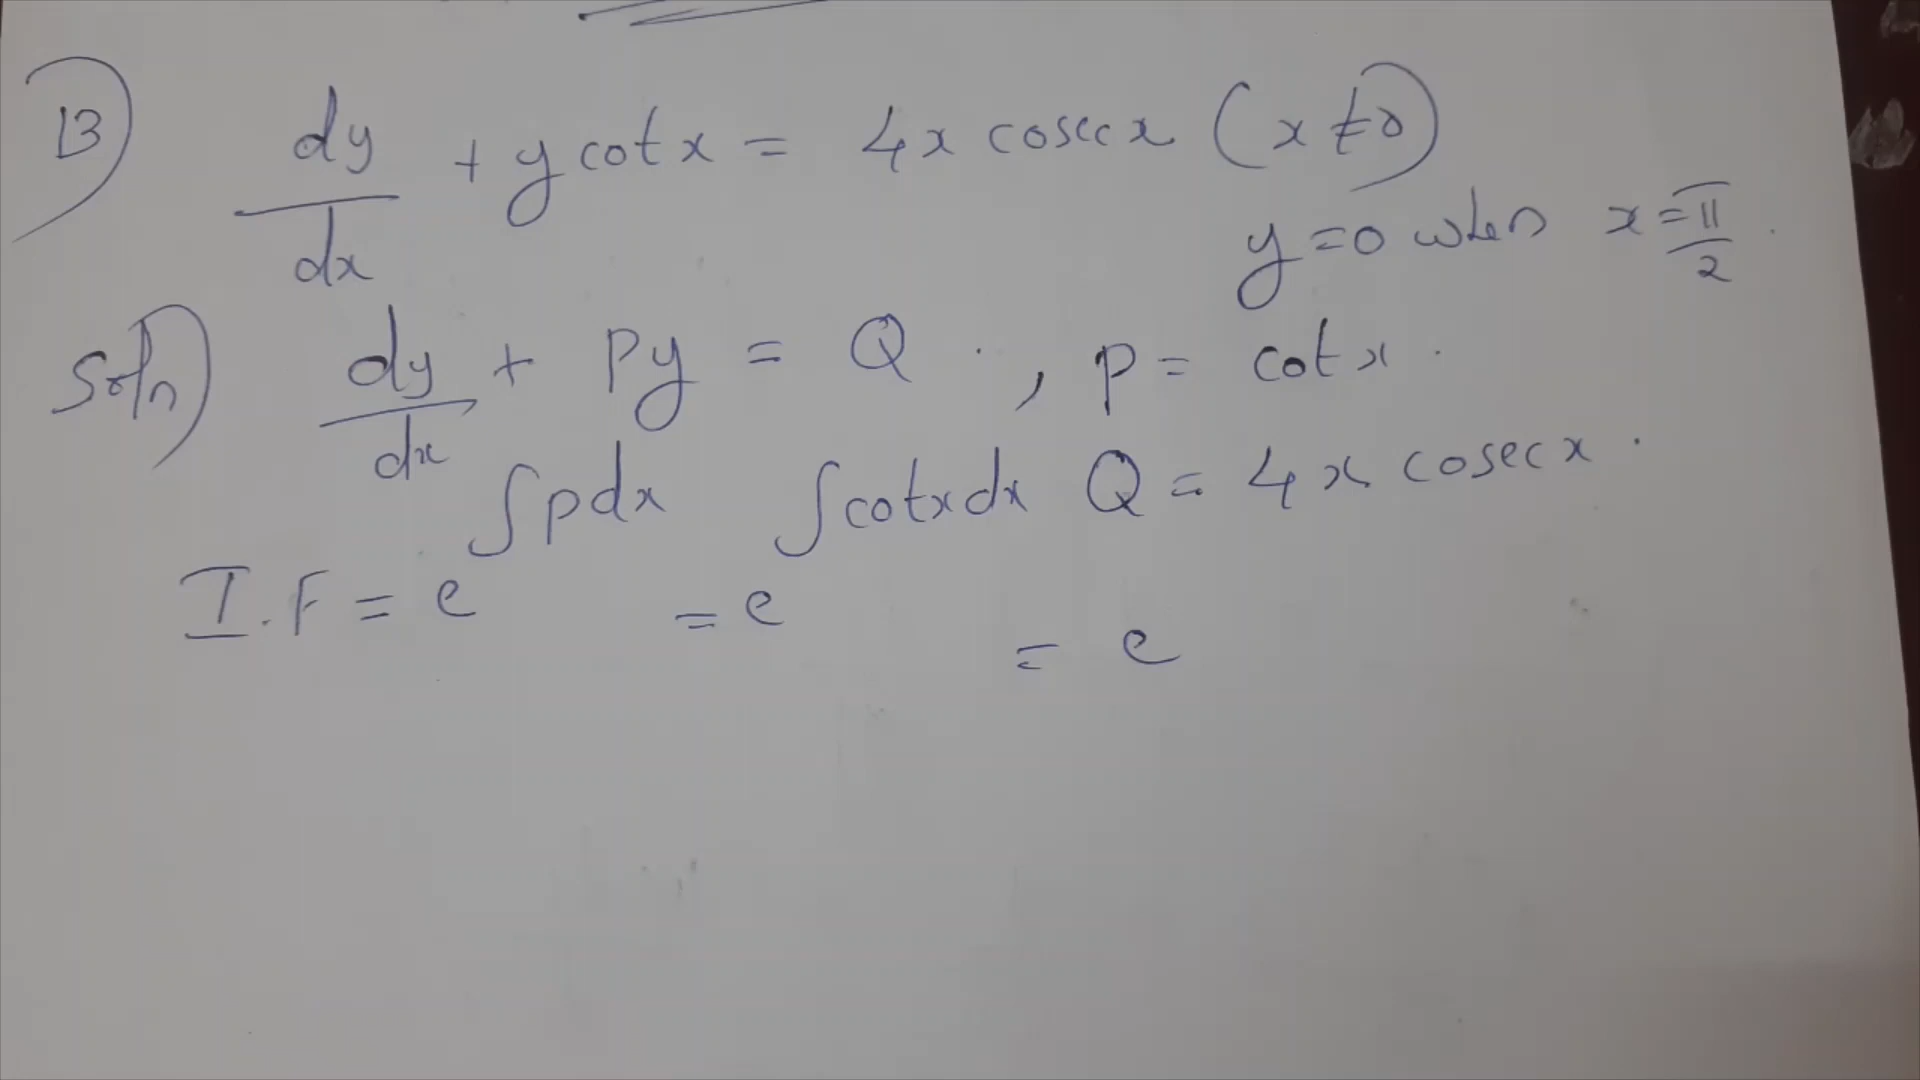 13) dy/dx + y cot x = 4x cosec x (x ≠ 0)
y = 0 when x = π/2.
Soln) dy/dx + Py = Q ., P = cot x.
Q = 4x cosec x.
I.F = e^∫pdx = e^∫cotxdx = e